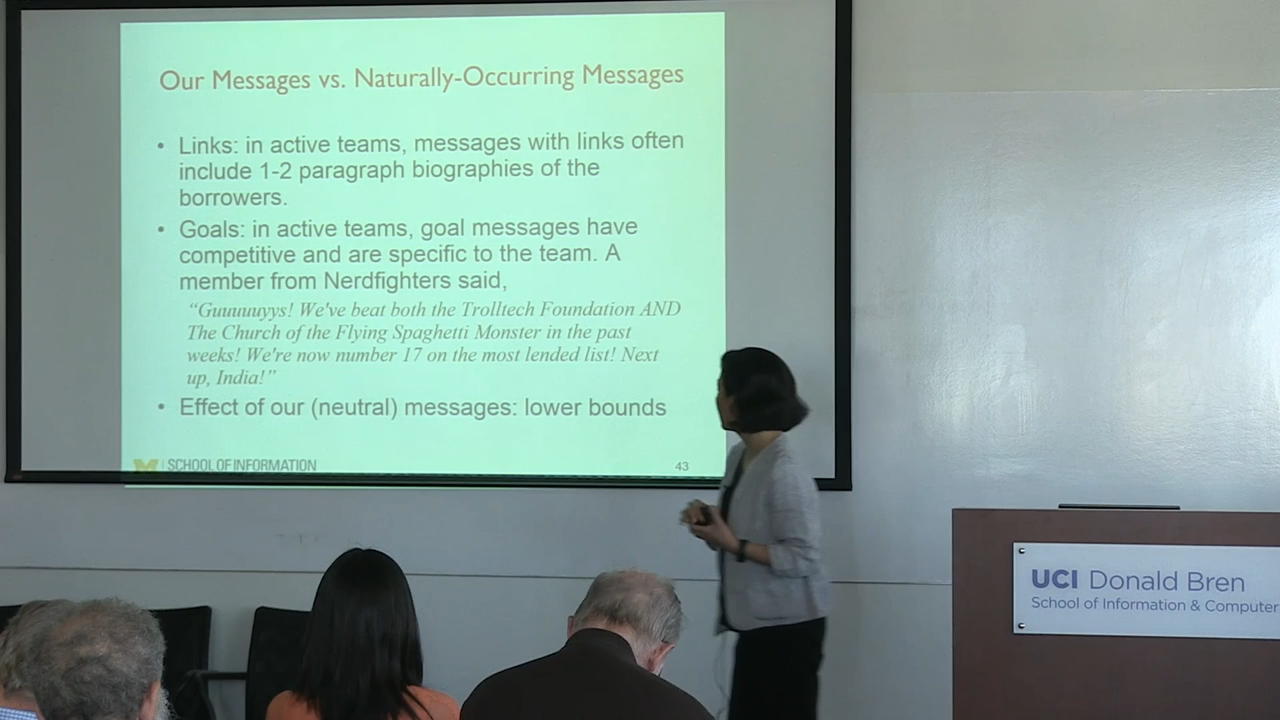 Our Messages vs. Naturally-Occurring Messages
• Links: in active teams, messages with links often
include 1-2 paragraph biographies of the
borrowers.
• Goals: in active teams, goal messages have
competitive and are specific to the team. A
member from Nerdfighters said,
“Guuuuuyys! We've beat both the Trolltech Foundation AND
The Church of the Flying Spaghetti Monster in the past
weeks! We're now number 17 on the most lended list! Next
up, India!”
• Effect of our (neutral) messages: lower bounds
M | SCHOOL OF INFORMATION
43
UCI Donald Bren
School of Information & Computer